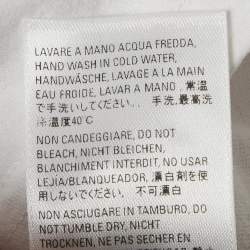 LAVARE A MANO ACQUA FREDDA,
HAND WASH IN COLD WATER,
HANDWÄSCHE, LAVAGE A LA MAIN
EAU FROIDE, LAVAR A MANO. 常温
で手洗いしてください。. 手洗,最高洗
涤温度40℃
NON CANDEGGIARE, DO NOT
BLEACH, NICHT BLEICHEN,
BLANCHIMENT INTERDIT, NO USAR
LEJÍA/BLANQUEADOR, 漂白剤を使
用しないでください, 不可漂白
NON ASCIUGARE IN TAMBURO, DO
NOT TUMBLE DRY, NICHT
TROCKNEN, NE PAS SECHER EN